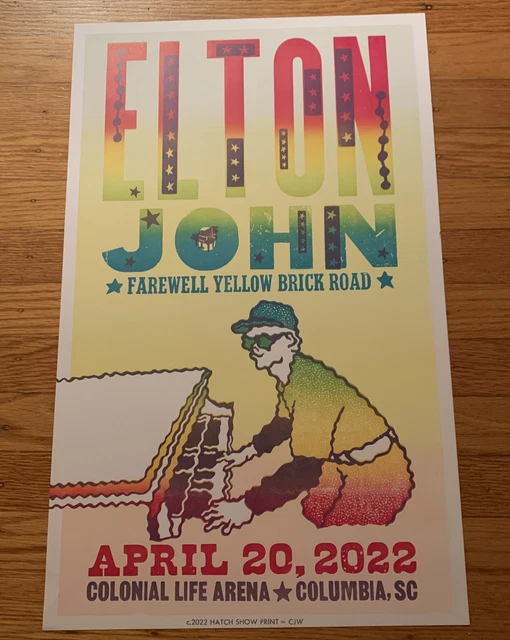 ELTON
JOHN
★ FAREWELL YELLOW BRICK ROAD ★
APRIL 20, 2022
COLONIAL LIFE ARENA ★ COLUMBIA, SC
c.2022 HATCH SHOW PRINT – CJW